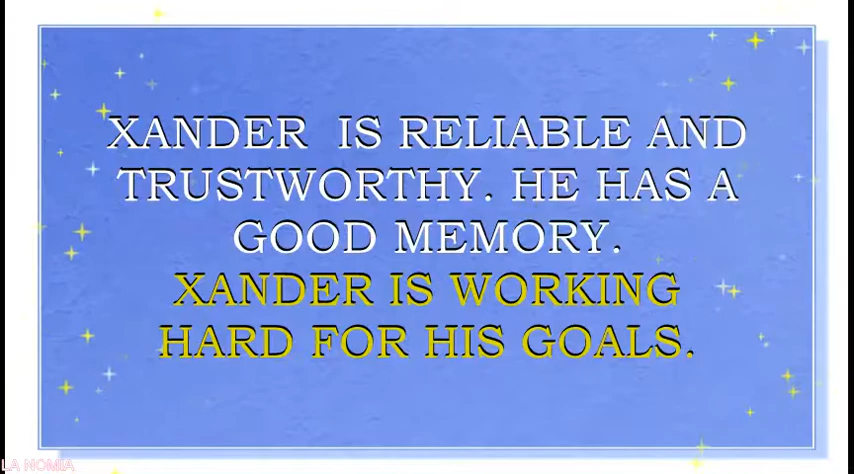 XANDER IS RELIABLE AND
TRUSTWORTHY. HE HAS A
GOOD MEMORY.
XANDER IS WORKING
HARD FOR HIS GOALS.
LA NOMIA